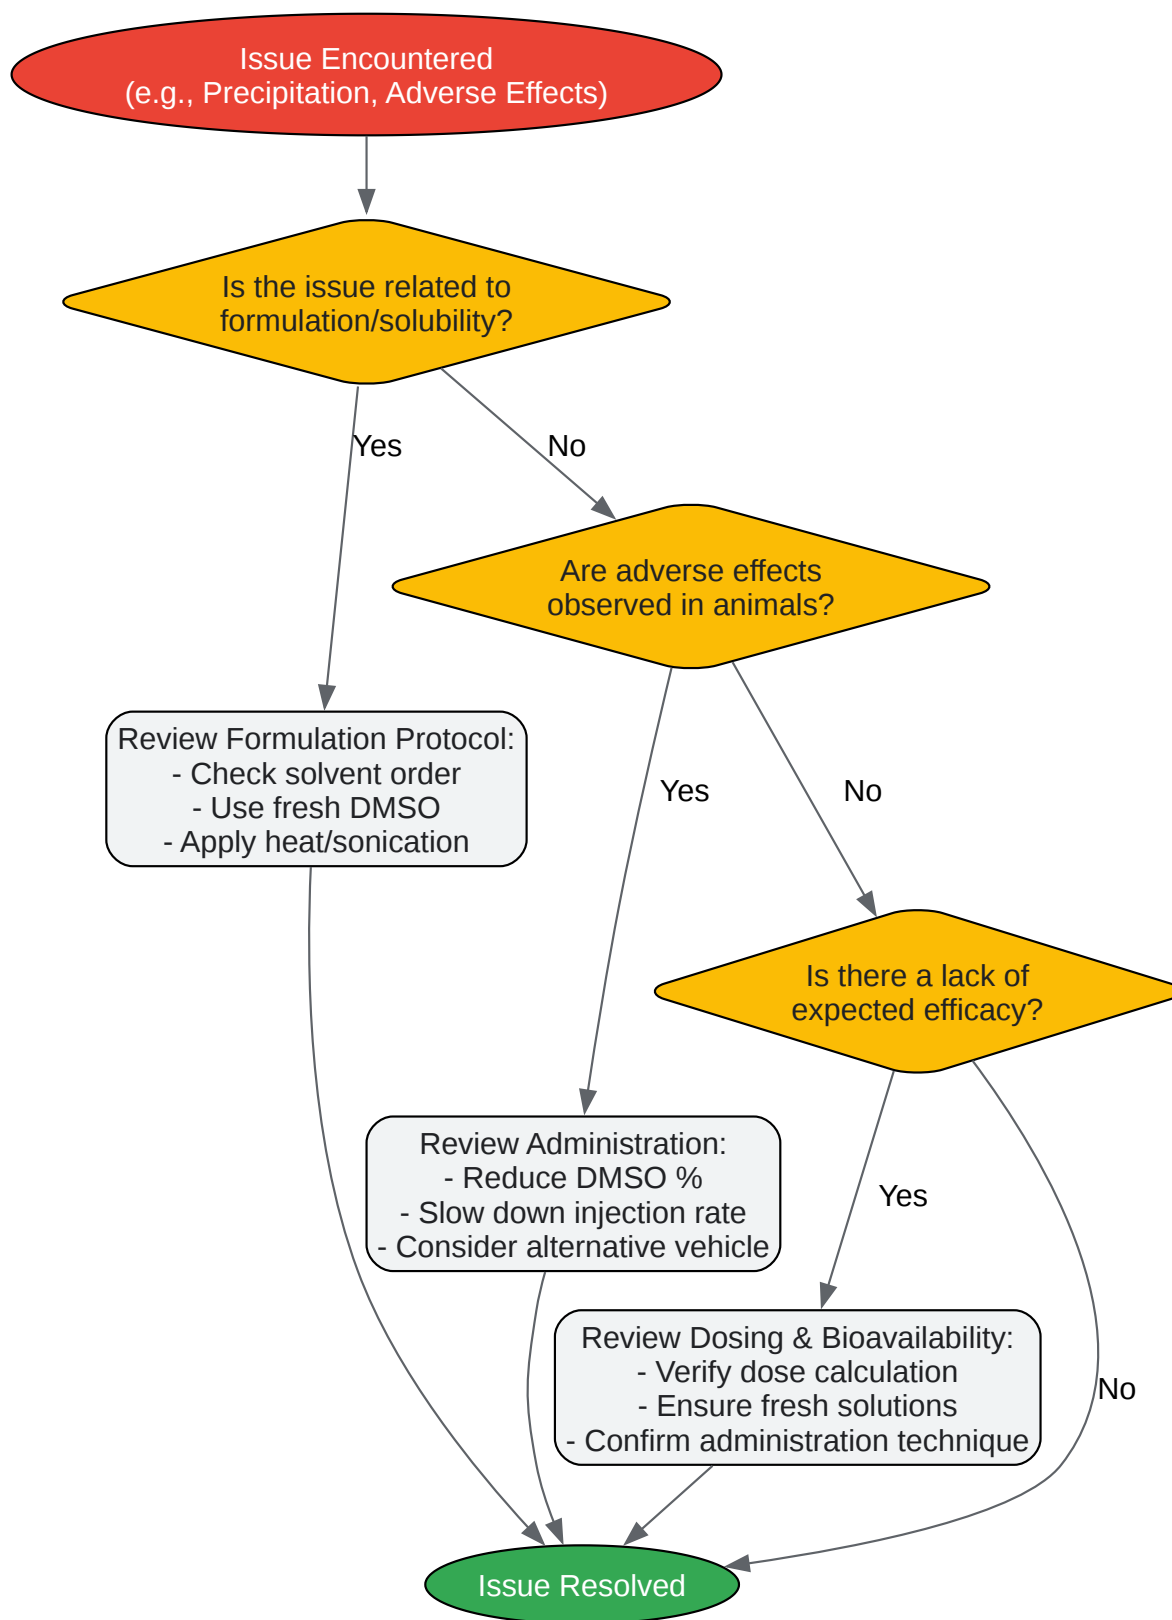 Issue Encountered
(e.g., Precipitation, Adverse Effects)
Is the issue related to
formulation/solubility?
Yes
No
Are adverse effects
observed in animals?
Review Formulation Protocol:
- Check solvent order
- Use fresh DMSO
- Apply heat/sonication
Yes
No
Is there a lack of
expected efficacy?
Review Administration:
- Reduce DMSO %
- Slow down injection rate
- Consider alternative vehicle
Yes
Review Dosing & Bioavailability:
- Verify dose calculation
- Ensure fresh solutions
- Confirm administration technique
No
Issue Resolved